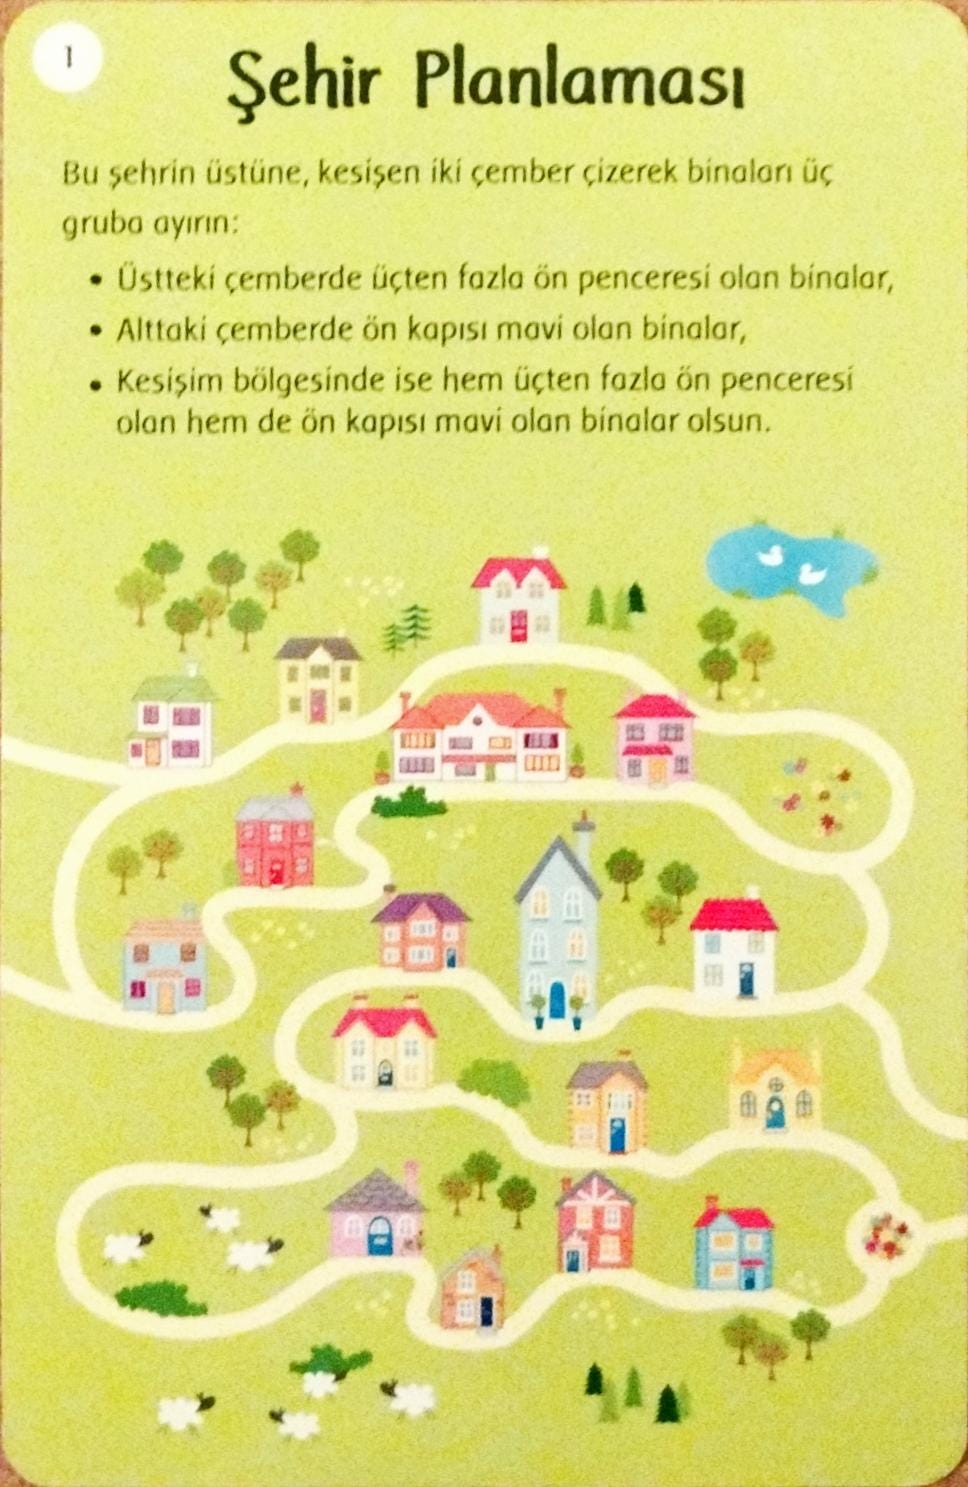 1
Şehir Planlaması
Bu şehrin üstüne, kesişen iki çember çizerek binaları üç
gruba ayırın:
• Üstteki çemberde üçten fazla ön penceresi olan binalar,
• Alttaki çemberde ön kapısı mavi olan binalar,
• Kesişim bölgesinde ise hem üçten fazla ön penceresi
olan hem de ön kapısı mavi olan binalar olsun.